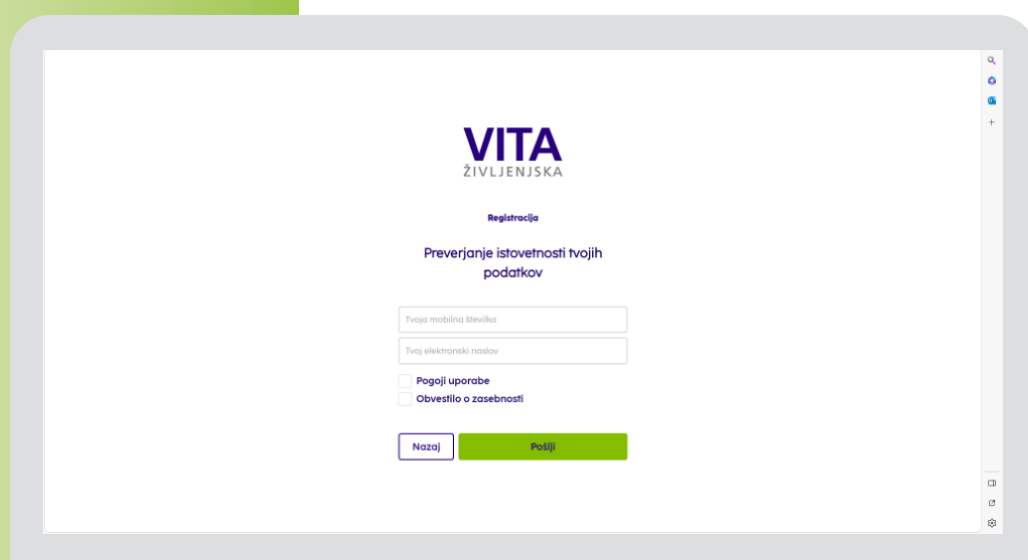 VITA
ŽIVLJENJSKA
Registracija
Preverjanje istovetnosti tvojih
podatkov
Tvoja mobilna številka
Tvoj elektronski naslov
Pogoji uporabe
Obvestilo o zasebnosti
Nazaj
Pošlji